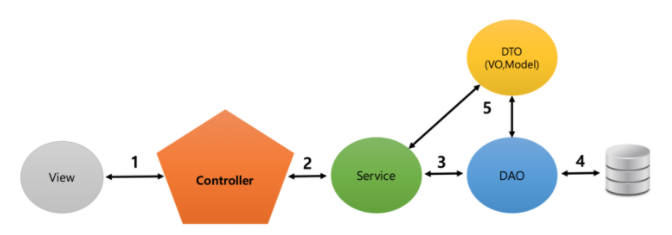 DTO
(VO,Model)
5
1
2
3
4
View
Controller
Service
DAO